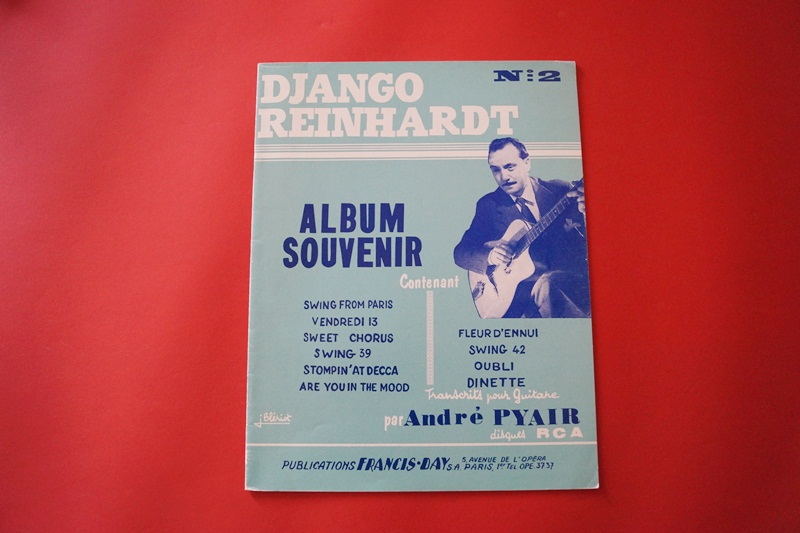 DJANGO
REINHARDT
Nº 2
ALBUM
SOUVENIR
Contenant
SWING FROM PARIS
VENDREDI 13
SWEET CHORUS
SWING 39
STOMPIN' AT DECCA
ARE YOU IN THE MOOD
FLEUR D'ENNUI
SWING 42
OUBLI
DINETTE
Transcrits pour Guitare
par André PYAIR
disques RCA
j. Blériot
PUBLICATIONS FRANCIS-DAY S.A. 5, AVENUE DE L'OPÉRA
PARIS, 1er TEL OPE. 37 37